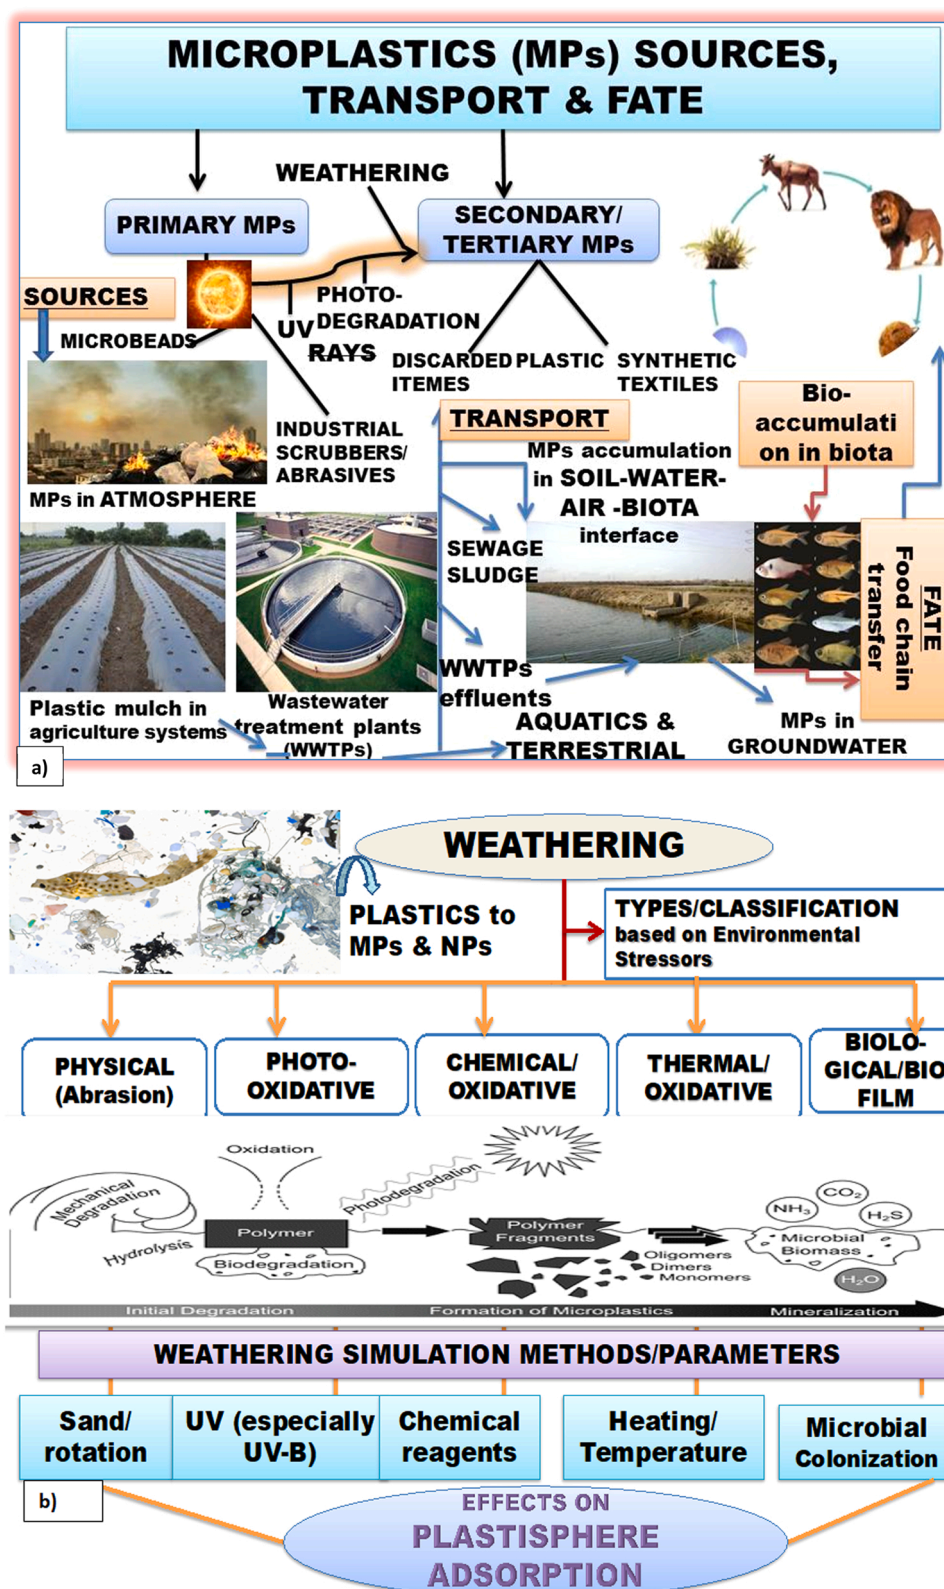 MICROPLASTICS (MPs) SOURCES,
TRANSPORT & FATE
WEATHERING
PRIMARY MPs
SECONDARY/
TERTIARY MPs
SOURCES
PHOTO-
UV DEGRADATION
RAYS
MICROBEADS
DISCARDED PLASTIC
ITEMES
SYNTHETIC
TEXTILES
INDUSTRIAL
SCRUBBERS/
ABRASIVES
MPs in ATMOSPHERE
TRANSPORT
MPs accumulation
in SOIL-WATER-
AIR -BIOTA
interface
Bio-
accumulati
on in biota
SEWAGE
SLUDGE
WWTPs
effluents
FATE
Food chain
transfer
Plastic mulch in
agriculture systems
Wastewater
treatment plants
(WWTPs)
AQUATICS &
TERRESTRIAL
MPs in
GROUNDWATER
a)
WEATHERING
PLASTICS to
MPs & NPs
TYPES/CLASSIFICATION
based on Environmental
Stressors
PHYSICAL
(Abrasion)
PHOTO-
OXIDATIVE
CHEMICAL/
OXIDATIVE
THERMAL/
OXIDATIVE
BIOLO-
GICAL/BIO
FILM
Oxidation
Mechanical
Degradation
Hydrolysis
Polymer
Biodegradation
Photodegradation
Polymer
Fragments
Oligomers
Dimers
Monomers
NH3
CO2
H2S
Microbial
Biomass
H2O
Initial Degradation
Formation of Microplastics
Mineralization
WEATHERING SIMULATION METHODS/PARAMETERS
Sand/
rotation
UV (especially
UV-B)
Chemical
reagents
Heating/
Temperature
Microbial
Colonization
b)
EFFECTS ON
PLASTISPHERE
ADSORPTION